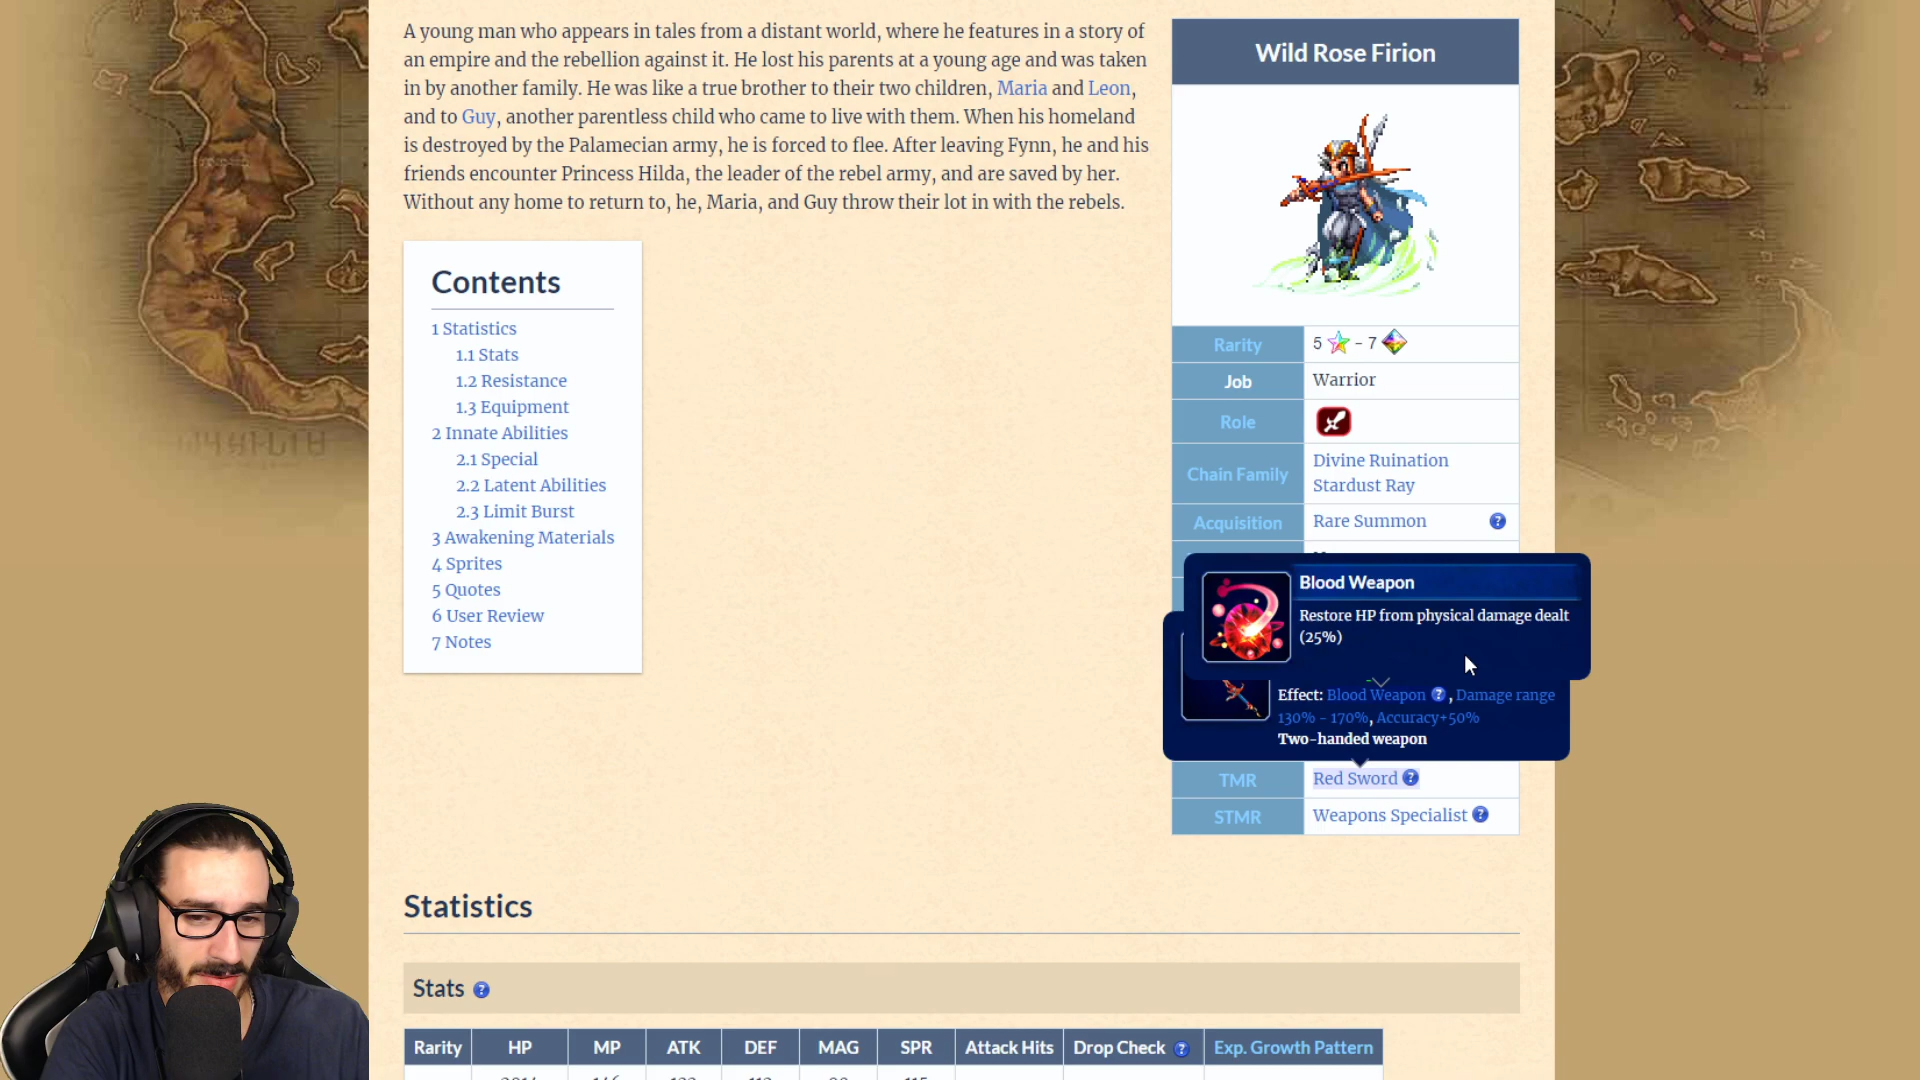 A young man who appears in tales from a distant world, where he features in a story of
an empire and the rebellion against it. He lost his parents at a young age and was taken
in by another family. He was like a true brother to their two children, Maria and Leon,
and to Guy, another parentless child who came to live with them. When his homeland
is destroyed by the Palamecian army, he is forced to flee. After leaving Fynn, he and his
friends encounter Princess Hilda, the leader of the rebel army, and are saved by her.
Without any home to return to, he, Maria, and Guy throw their lot in with the rebels.
Contents
1 Statistics
1.1 Stats
1.2 Resistance
1.3 Equipment
2 Innate Abilities
2.1 Special
2.2 Latent Abilities
2.3 Limit Burst
3 Awakening Materials
4 Sprites
5 Quotes
6 User Review
7 Notes
Wild Rose Firion
Rarity 5 - 7
Job Warrior
Role
Chain Family Divine Ruination
Stardust Ray
Acquisition Rare Summon ?
Blood Weapon
Restore HP from physical damage dealt
(25%)
Effect: Blood Weapon ? , Damage range
130% - 170%, Accuracy+50%
Two-handed weapon
TMR Red Sword ?
STMR Weapons Specialist ?
Statistics
Stats ?
Rarity HP MP ATK DEF MAG SPR Attack Hits Drop Check ? Exp. Growth Pattern